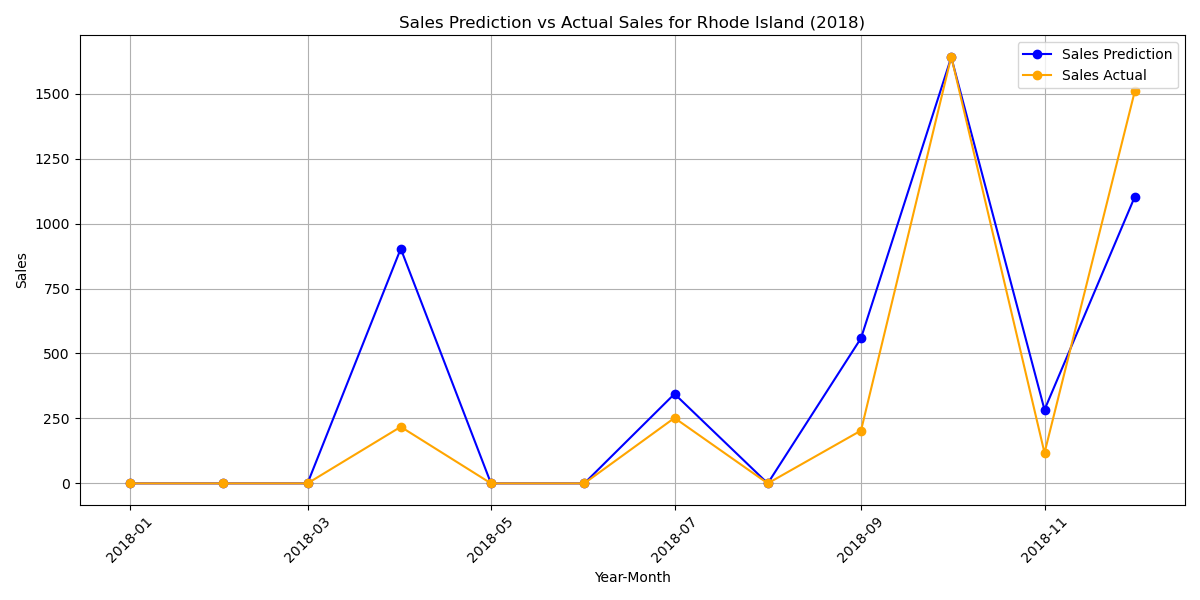 Sales Prediction vs Actual Sales for Rhode Island (2018)
Sales Prediction
Sales Actual
Sales
1500
1250
1000
750
500
250
0
2018-01
2018-03
2018-05
2018-07
2018-09
2018-11
Year-Month